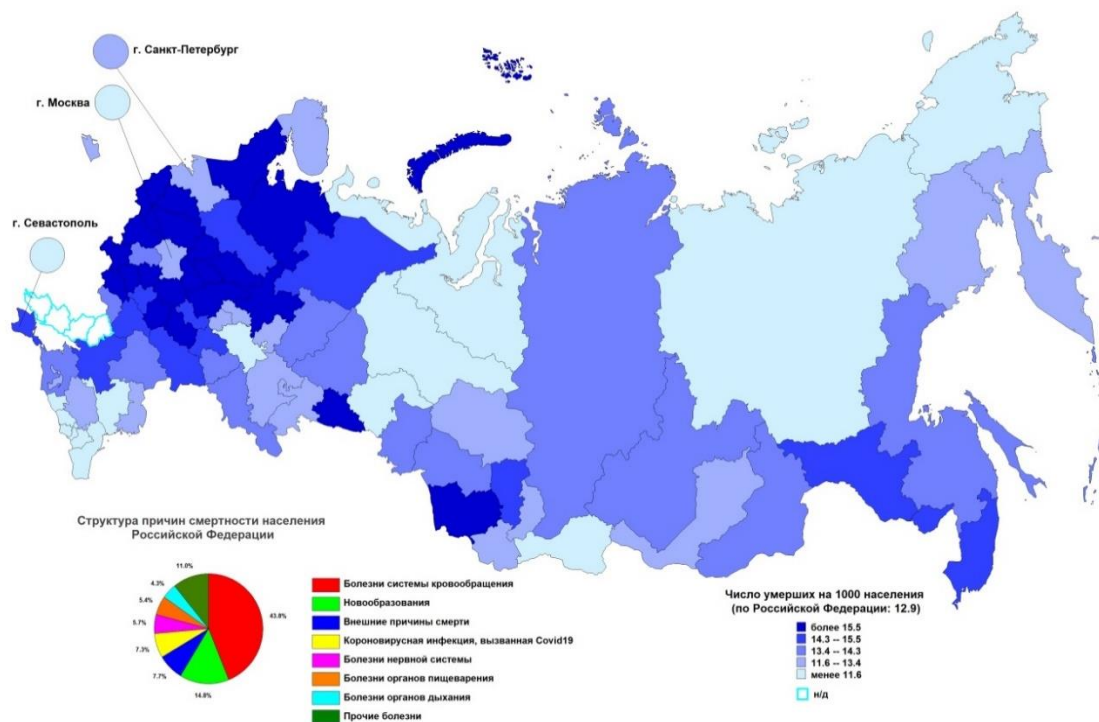 г. Санкт-Петербург
г. Москва
г. Севастополь
Структура причин смертности населения
Российской Федерации
11.0%
4.3%
5.4%
5.7%
7.3%
7.7%
14.8%
43.8%
Болезни системы кровообращения
Новообразования
Внешние причины смерти
Короновирусная инфекция, вызванная Covid19
Болезни нервной системы
Болезни органов пищеварения
Болезни органов дыхания
Прочие болезни
Число умерших на 1000 населения
(по Российской Федерации: 12.9)
более 15.5
14.3 -- 15.5
13.4 -- 14.3
11.6 -- 13.4
менее 11.6
н/д